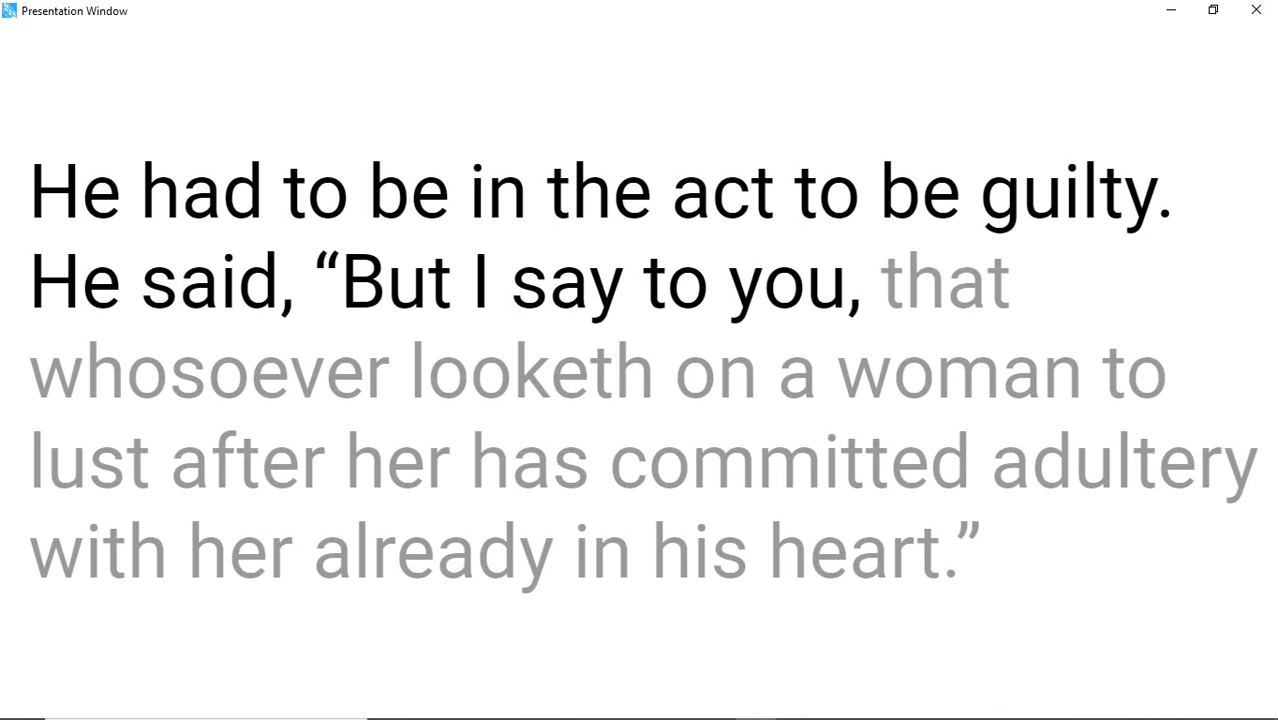 Presentation Window
He had to be in the act to be guilty.
He said, “But I say to you, that
whosoever looketh on a woman to
lust after her has committed adultery
with her already in his heart.”